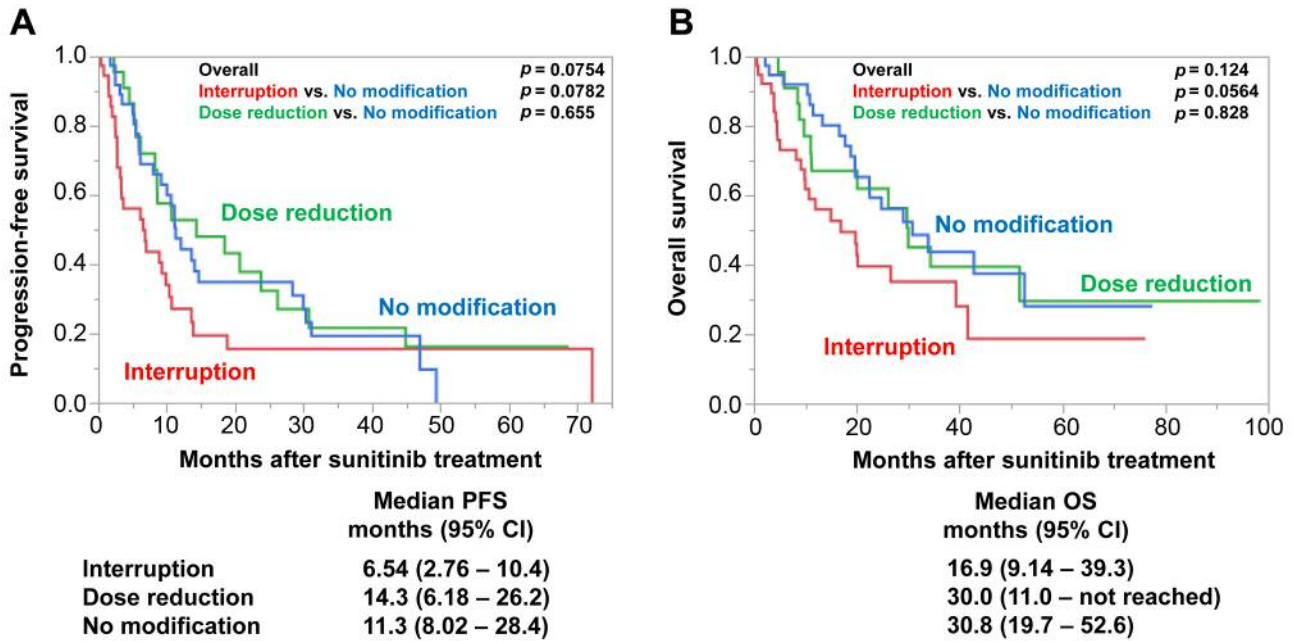 A
Progression-free survival
1.0
0.8
0.6
0.4
0.2
0.0
Overall p = 0.0754
Interruption vs. No modification p = 0.0782
Dose reduction vs. No modification p = 0.655
Dose reduction
No modification
Interruption
0 10 20 30 40 50 60 70
Months after sunitinib treatment
Median PFS
months (95% CI)
Interruption 6.54 (2.76 – 10.4)
Dose reduction 14.3 (6.18 – 26.2)
No modification 11.3 (8.02 – 28.4)
B
Overall survival
1.0
0.8
0.6
0.4
0.2
0.0
Overall p = 0.124
Interruption vs. No modification p = 0.0564
Dose reduction vs. No modification p = 0.828
No modification
Dose reduction
Interruption
0 20 40 60 80 100
Months after sunitinib treatment
Median OS
months (95% CI)
16.9 (9.14 – 39.3)
30.0 (11.0 – not reached)
30.8 (19.7 – 52.6)